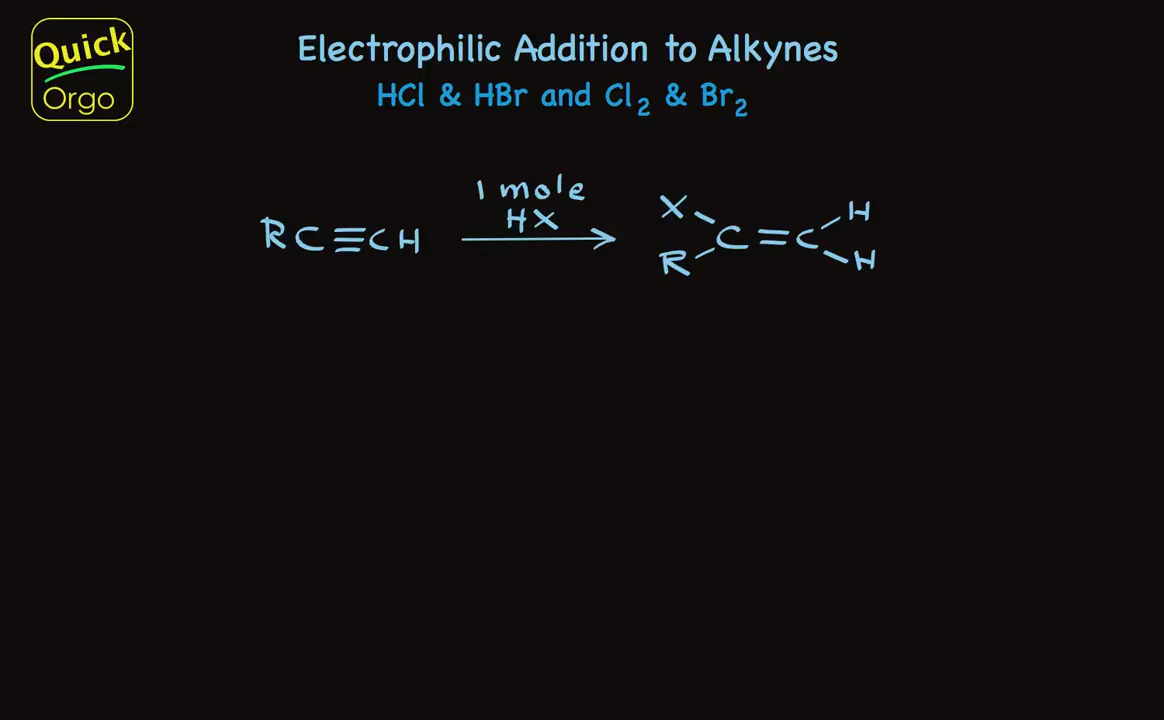 Quick
Orgo
Electrophilic Addition to Alkynes
HCl & HBr and Cl₂ & Br₂
1 mole
HX
RC≡CH
X
R
C=C
H
H